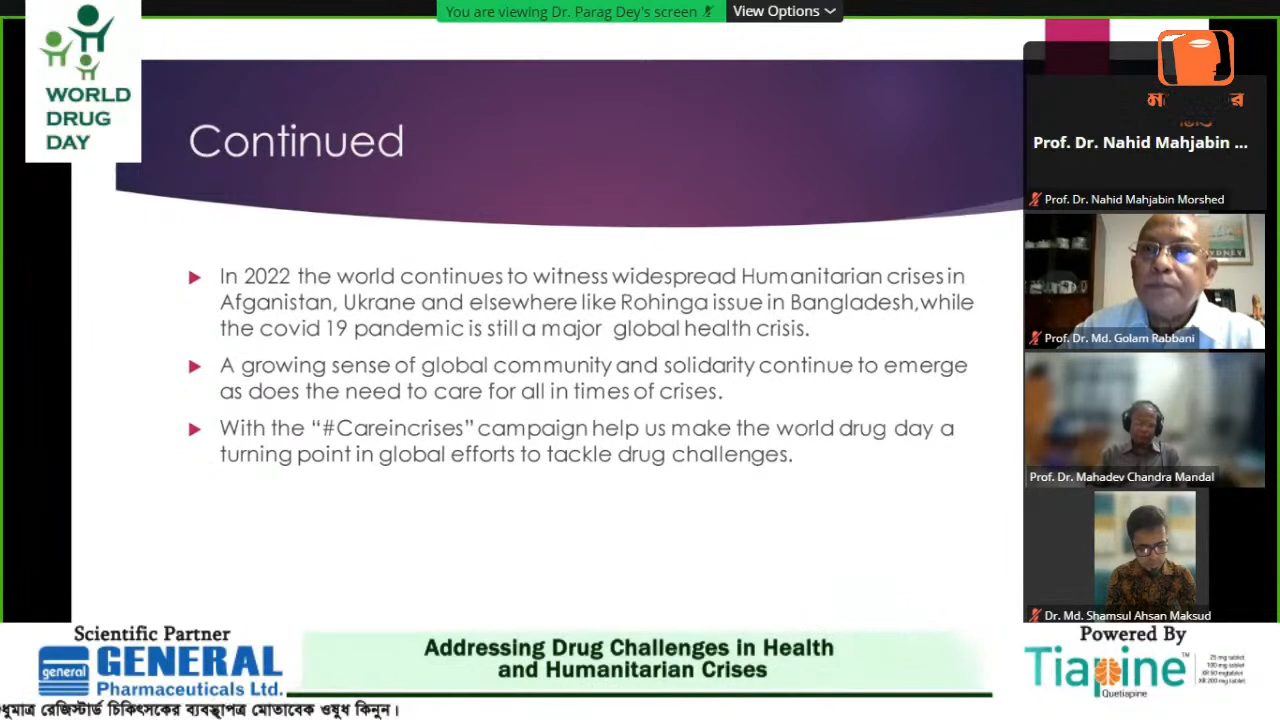 You are viewing Dr. Parag Dey's screen
View Options
WORLD
DRUG
DAY
Continued
In 2022 the world continues to witness widespread Humanitarian crises in
Afganistan, Ukrane and elsewhere like Rohinga issue in Bangladesh,while
the covid 19 pandemic is still a major global health crisis.
A growing sense of global community and solidarity continue to emerge
as does the need to care for all in times of crises.
With the “#Careincrises” campaign help us make the world drug day a
turning point in global efforts to tackle drug challenges.
Prof. Dr. Nahid Mahjabin ...
Prof. Dr. Nahid Mahjabin Morshed
Prof. Dr. Md. Golam Rabbani
Prof. Dr. Mahadev Chandra Mandal
Dr. Md. Shamsul Ahsan Maksud
Scientific Partner
general
GENERAL
Pharmaceuticals Ltd.
Addressing Drug Challenges in Health
and Humanitarian Crises
Powered By
Tiapine™
Quetiapine
25 mg tablet
100 mg tablet
XR 50 mg tablet
XR 200 mg tablet
রেজিস্টার্ড চিকিৎসকের ব্যবস্থাপত্র মোতাবেক ওষুধ কিনুন।